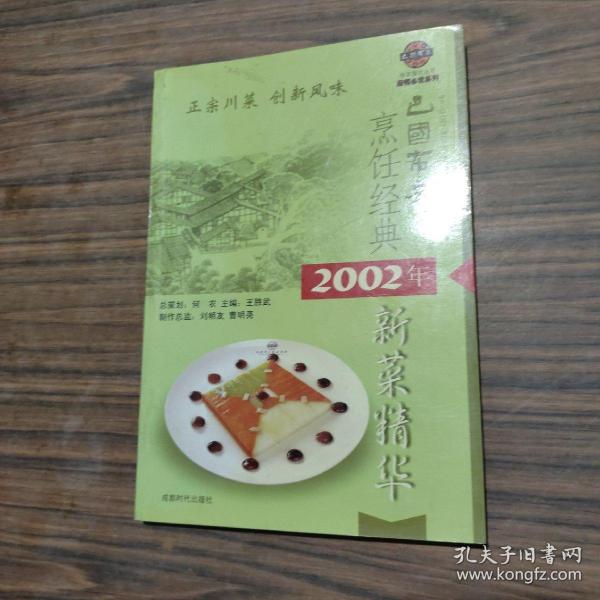 正宗川菜 创新风味
巴國布衣
烹饪经典
2002年
新菜精华
总策划：何 农 主编：王胜武
制作总监：刘明友 曹明亮
成都时代出版社
孔夫子旧书网
www.kongfz.com